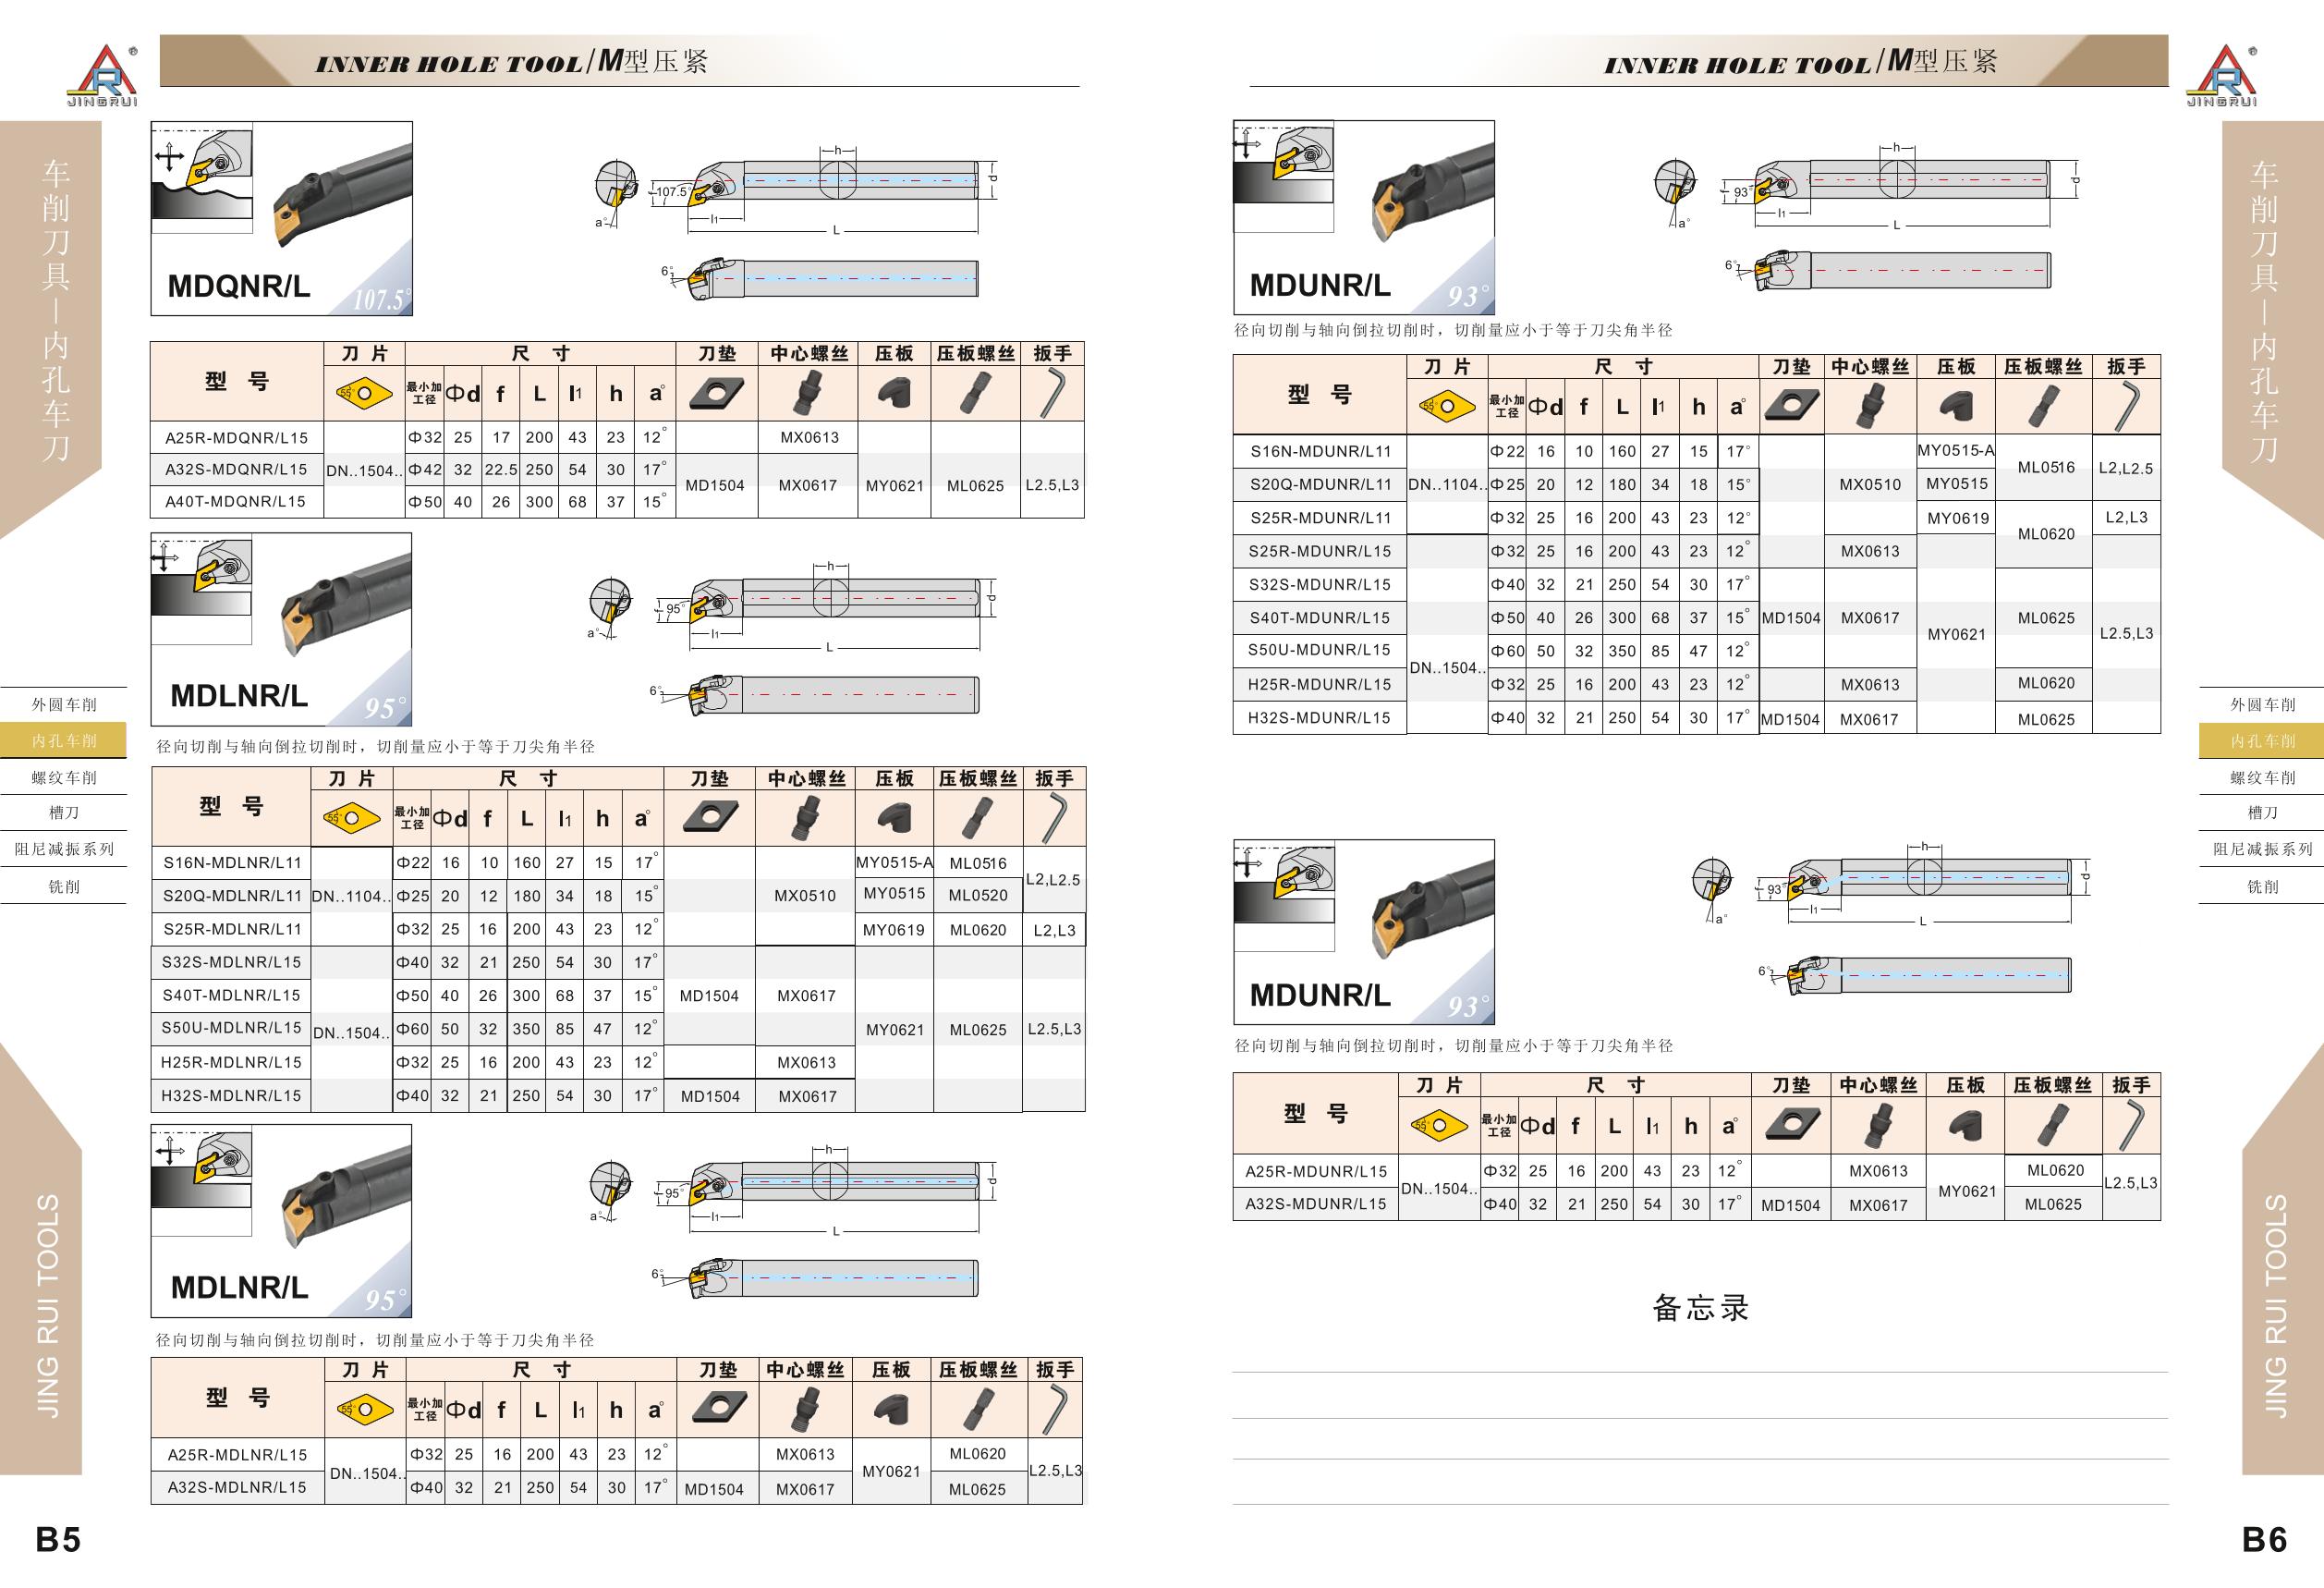 JINGRUI
INNER HOLE TOOL/M型压紧
车削刀具—内孔车刀
外圆车削
内孔车削
螺纹车削
槽刀
阻尼减振系列
铣削
JING RUI TOOLS
MDQNR/L
107.5°
h
d
f
107.5°
a°
l1
L
6°
型 号 刀 片 尺 寸 刀垫 中心螺丝 压板 压板螺丝 扳手
55° 最小加工径 Φd f L l1 h a°
A25R-MDQNR/L15 Φ32 25 17 200 43 23 12° MX0613
A32S-MDQNR/L15 DN..1504.. Φ42 32 22.5 250 54 30 17° MD1504 MX0617 MY0621 ML0625 L2.5,L3
A40T-MDQNR/L15 Φ50 40 26 300 68 37 15°
MDLNR/L
95°
h
d
f
95°
a°
l1
L
6°
径向切削与轴向倒拉切削时，切削量应小于等于刀尖角半径
型 号 刀 片 尺 寸 刀垫 中心螺丝 压板 压板螺丝 扳手
55° 最小加工径 Φd f L l1 h a°
S16N-MDLNR/L11 Φ22 16 10 160 27 15 17° MY0515-A ML0516 L2,L2.5
S20Q-MDLNR/L11 DN..1104.. Φ25 20 12 180 34 18 15° MX0510 MY0515 ML0520
S25R-MDLNR/L11 Φ32 25 16 200 43 23 12° MY0619 ML0620 L2,L3
S32S-MDLNR/L15 Φ40 32 21 250 54 30 17°
S40T-MDLNR/L15 Φ50 40 26 300 68 37 15° MD1504 MX0617
S50U-MDLNR/L15 DN..1504.. Φ60 50 32 350 85 47 12° MY0621 ML0625 L2.5,L3
H25R-MDLNR/L15 Φ32 25 16 200 43 23 12° MX0613
H32S-MDLNR/L15 Φ40 32 21 250 54 30 17° MD1504 MX0617
MDLNR/L
95°
h
d
f
95°
a°
l1
L
6°
径向切削与轴向倒拉切削时，切削量应小于等于刀尖角半径
型 号 刀 片 尺 寸 刀垫 中心螺丝 压板 压板螺丝 扳手
55° 最小加工径 Φd f L l1 h a°
A25R-MDLNR/L15 DN..1504.. Φ32 25 16 200 43 23 12° MX0613 MY0621 ML0620 L2.5,L3
A32S-MDLNR/L15 Φ40 32 21 250 54 30 17° MD1504 MX0617 ML0625
B5
INNER HOLE TOOL/M型压紧
JINGRUI
车削刀具—内孔车刀
外圆车削
内孔车削
螺纹车削
槽刀
阻尼减振系列
铣削
JING RUI TOOLS
MDUNR/L
93°
h
d
f
93°
a°
l1
L
6°
径向切削与轴向倒拉切削时，切削量应小于等于刀尖角半径
型 号 刀 片 尺 寸 刀垫 中心螺丝 压板 压板螺丝 扳手
55° 最小加工径 Φd f L l1 h a°
S16N-MDUNR/L11 Φ22 16 10 160 27 15 17° MY0515-A ML0516 L2,L2.5
S20Q-MDUNR/L11 DN..1104.. Φ25 20 12 180 34 18 15° MX0510 MY0515
S25R-MDUNR/L11 Φ32 25 16 200 43 23 12° MY0619 ML0620 L2,L3
S25R-MDUNR/L15 Φ32 25 16 200 43 23 12° MX0613
S32S-MDUNR/L15 Φ40 32 21 250 54 30 17°
S40T-MDUNR/L15 Φ50 40 26 300 68 37 15° MD1504 MX0617 MY0621 ML0625 L2.5,L3
S50U-MDUNR/L15 DN..1504.. Φ60 50 32 350 85 47 12°
H25R-MDUNR/L15 Φ32 25 16 200 43 23 12° MX0613 ML0620
H32S-MDUNR/L15 Φ40 32 21 250 54 30 17° MD1504 MX0617 ML0625
MDUNR/L
93°
h
d
f
93°
a°
l1
L
6°
径向切削与轴向倒拉切削时，切削量应小于等于刀尖角半径
型 号 刀 片 尺 寸 刀垫 中心螺丝 压板 压板螺丝 扳手
55° 最小加工径 Φd f L l1 h a°
A25R-MDUNR/L15 DN..1504.. Φ32 25 16 200 43 23 12° MX0613 MY0621 ML0620 L2.5,L3
A32S-MDUNR/L15 Φ40 32 21 250 54 30 17° MD1504 MX0617 ML0625
备忘录
B6